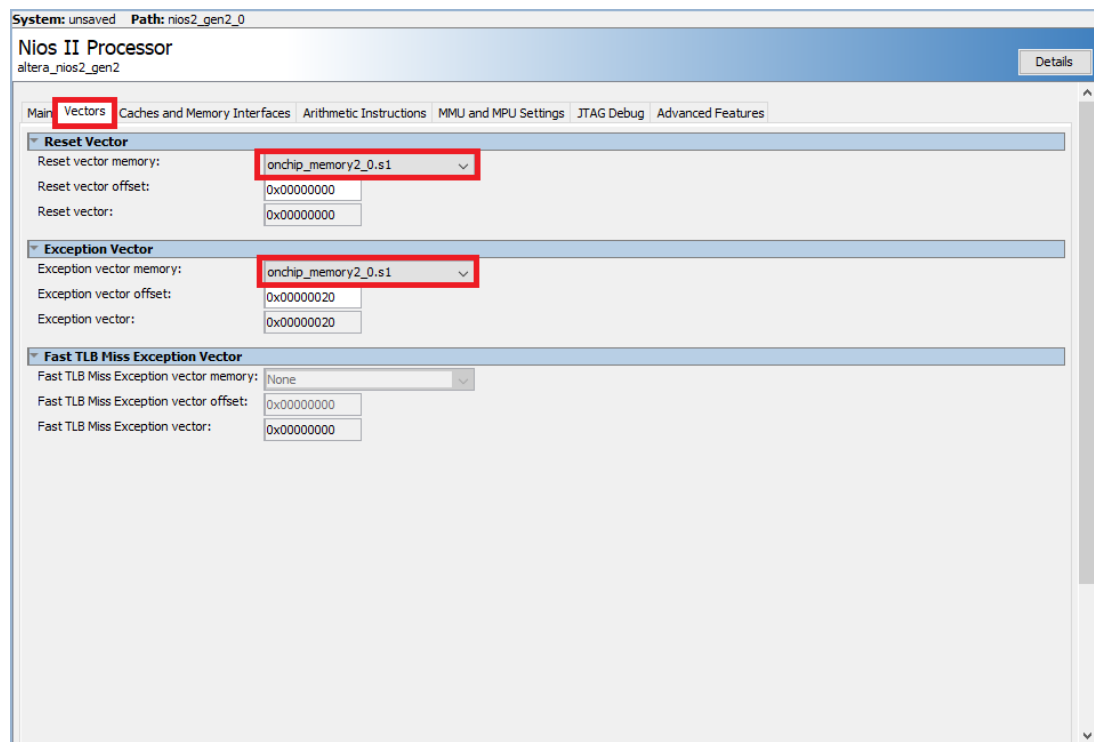 System: unsaved Path: nios2_gen2_0
Nios II Processor
altera_nios2_gen2
Details
Main Vectors Caches and Memory Interfaces Arithmetic Instructions MMU and MPU Settings JTAG Debug Advanced Features
Reset Vector
Reset vector memory: onchip_memory2_0.s1
Reset vector offset: 0x00000000
Reset vector: 0x00000000
Exception Vector
Exception vector memory: onchip_memory2_0.s1
Exception vector offset: 0x00000020
Exception vector: 0x00000020
Fast TLB Miss Exception Vector
Fast TLB Miss Exception vector memory: None
Fast TLB Miss Exception vector offset: 0x00000000
Fast TLB Miss Exception vector: 0x00000000